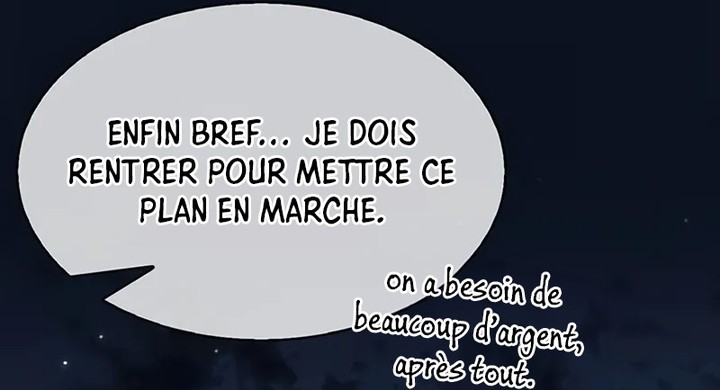 ENFIN BREF... JE DOIS
RENTRER POUR METTRE CE
PLAN EN MARCHE.
on a besoin de
beaucoup d'argent,
après tout.